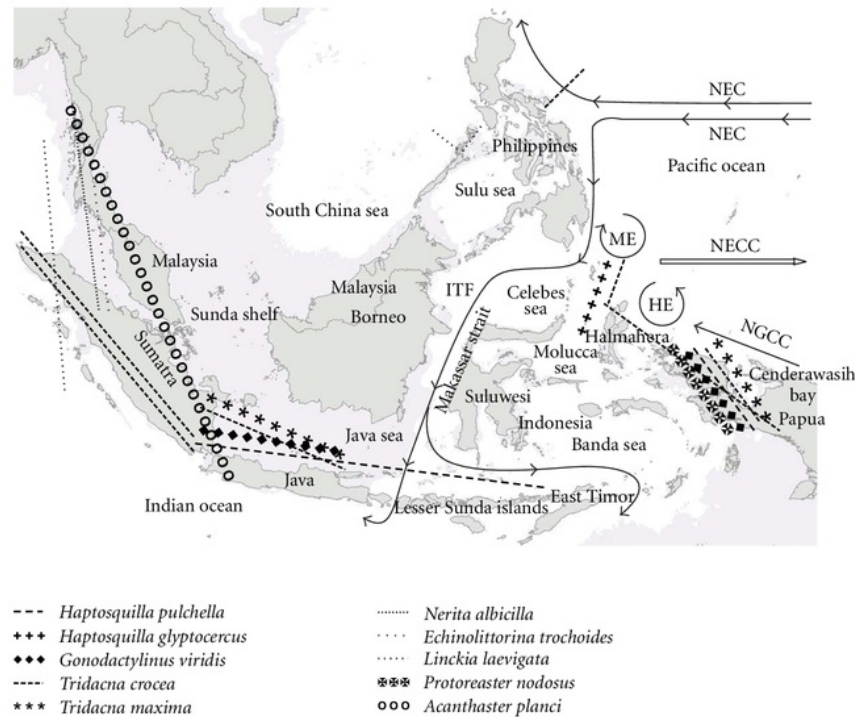 NEC
NEC
Philippines
Pacific ocean
Sulu sea
South China sea
ME
NECC
Malaysia
Malaysia
ITF
Celebes
sea
HE
Sunda shelf
Borneo
Makassar strait
Halmahera
NGCC
Sumatra
Molucca
sea
Cenderawasih
bay
Suluwesi
Papua
Indonesia
Java sea
Banda sea
Java
East Timor
Indian ocean
Lesser Sunda islands
Haptosquilla pulchella
Haptosquilla glyptocercus
Gonodactylinus viridis
Tridacna crocea
Tridacna maxima
Nerita albicilla
Echinolittorina trochoides
Linckia laevigata
Protoreaster nodosus
Acanthaster planci